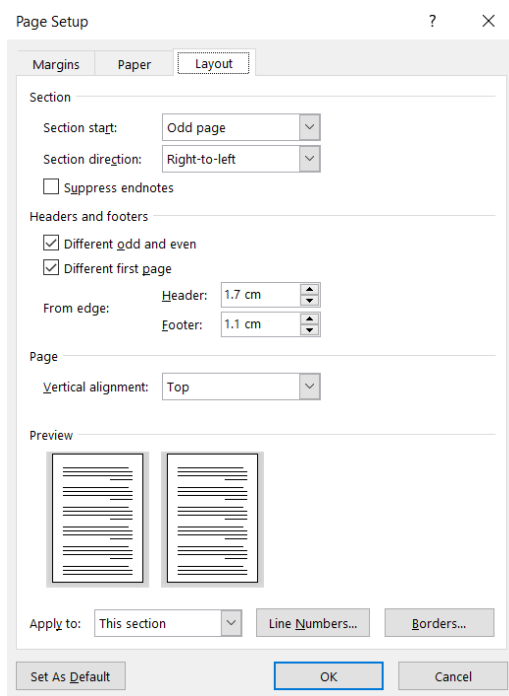 Page Setup ? ×
Margins Paper Layout
Section
Section start: Odd page
Section direction: Right-to-left
Suppress endnotes
Headers and footers
Different odd and even
Different first page
From edge: Header: 1.7 cm
Footer: 1.1 cm
Page
Vertical alignment: Top
Preview
Apply to: This section Line Numbers... Borders...
Set As Default OK Cancel